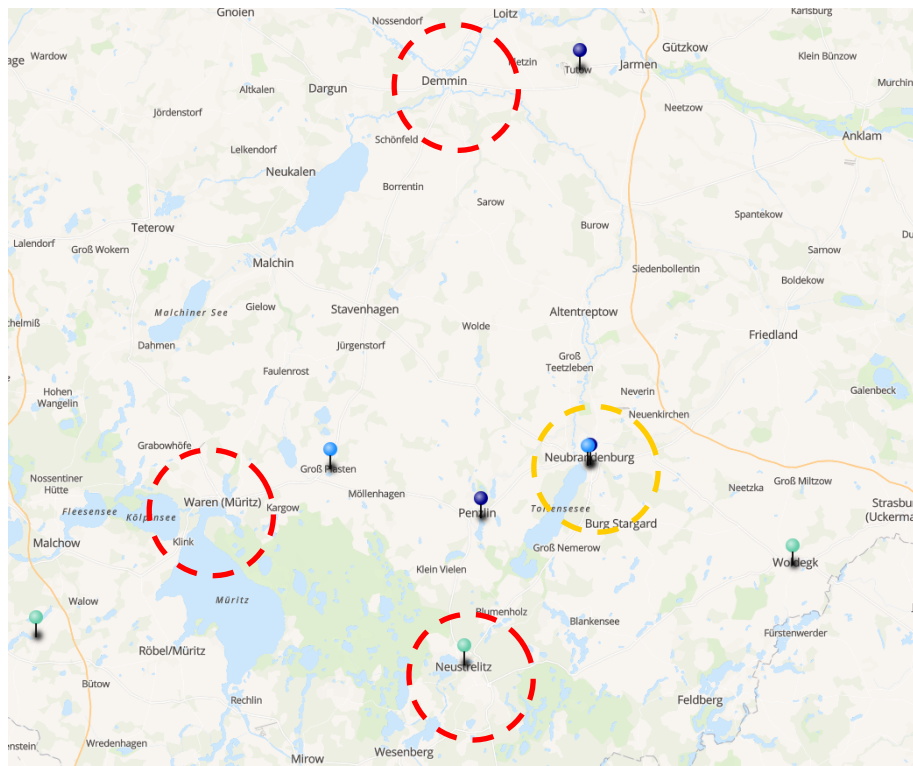 Gnoien
Nossendorf
Loitz
Karlsburg
Gützkow
Wardow
Jarmen
Klein Bünzow
Tutow
Demmin
Altkalen
Dargun
Neetzow
Jördenstorf
Anklam
Schönfeld
Lelkendorf
Neukalen
Borrentin
Sarow
Spantekow
Teterow
Burow
Lalendorf
Groß Wokern
Sarnow
Malchin
Siedenbollentin
Boldekow
Gielow
Stavenhagen
Altentreptow
Malchiner See
Wolde
Friedland
Dahmen
Jürgenstorf
Groß
Teetzleben
Faulenrost
Hohen
Wangelin
Neverin
Galenbeck
Neuenkirchen
Grabowhöfe
Neubrandenburg
Groß Plasten
Nossentiner
Hütte
Groß Miltzow
Möllenhagen
Neetzka
Waren (Müritz)
Kargow
Fleesensee
Kölpinsee
Penzlin
Tollensesee
Burg Stargard
Malchow
Klink
Groß Nemerow
Woldegk
Klein Vielen
Walow
Müritz
Blumenholz
Blankensee
Fürstenwerder
Röbel/Müritz
Neustrelitz
Bütow
Rechlin
Feldberg
Wredenhagen
Wesenberg
Mirow